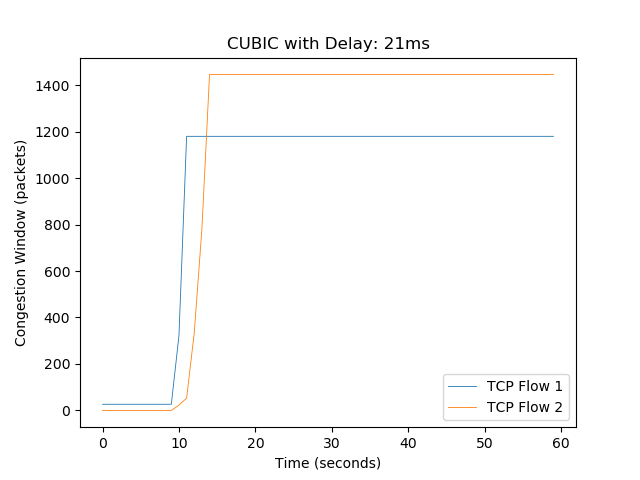 CUBIC with Delay: 21ms
Congestion Window (packets)
1400
1200
1000
800
600
400
200
0
0 10 20 30 40 50 60
Time (seconds)
TCP Flow 1
TCP Flow 2